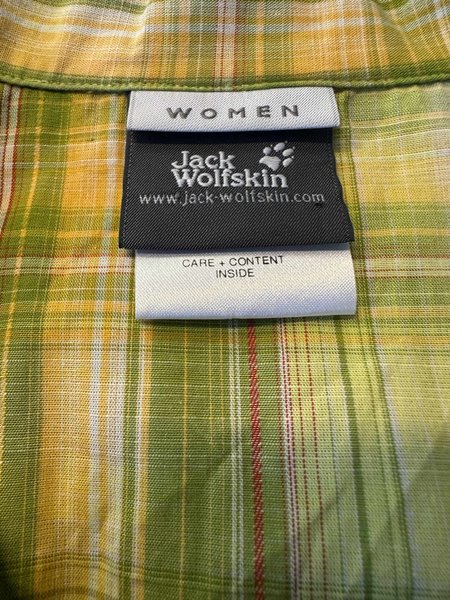 WOMEN
Jack
Wolfskin
www.jack-wolfskin.com
CARE + CONTENT
INSIDE